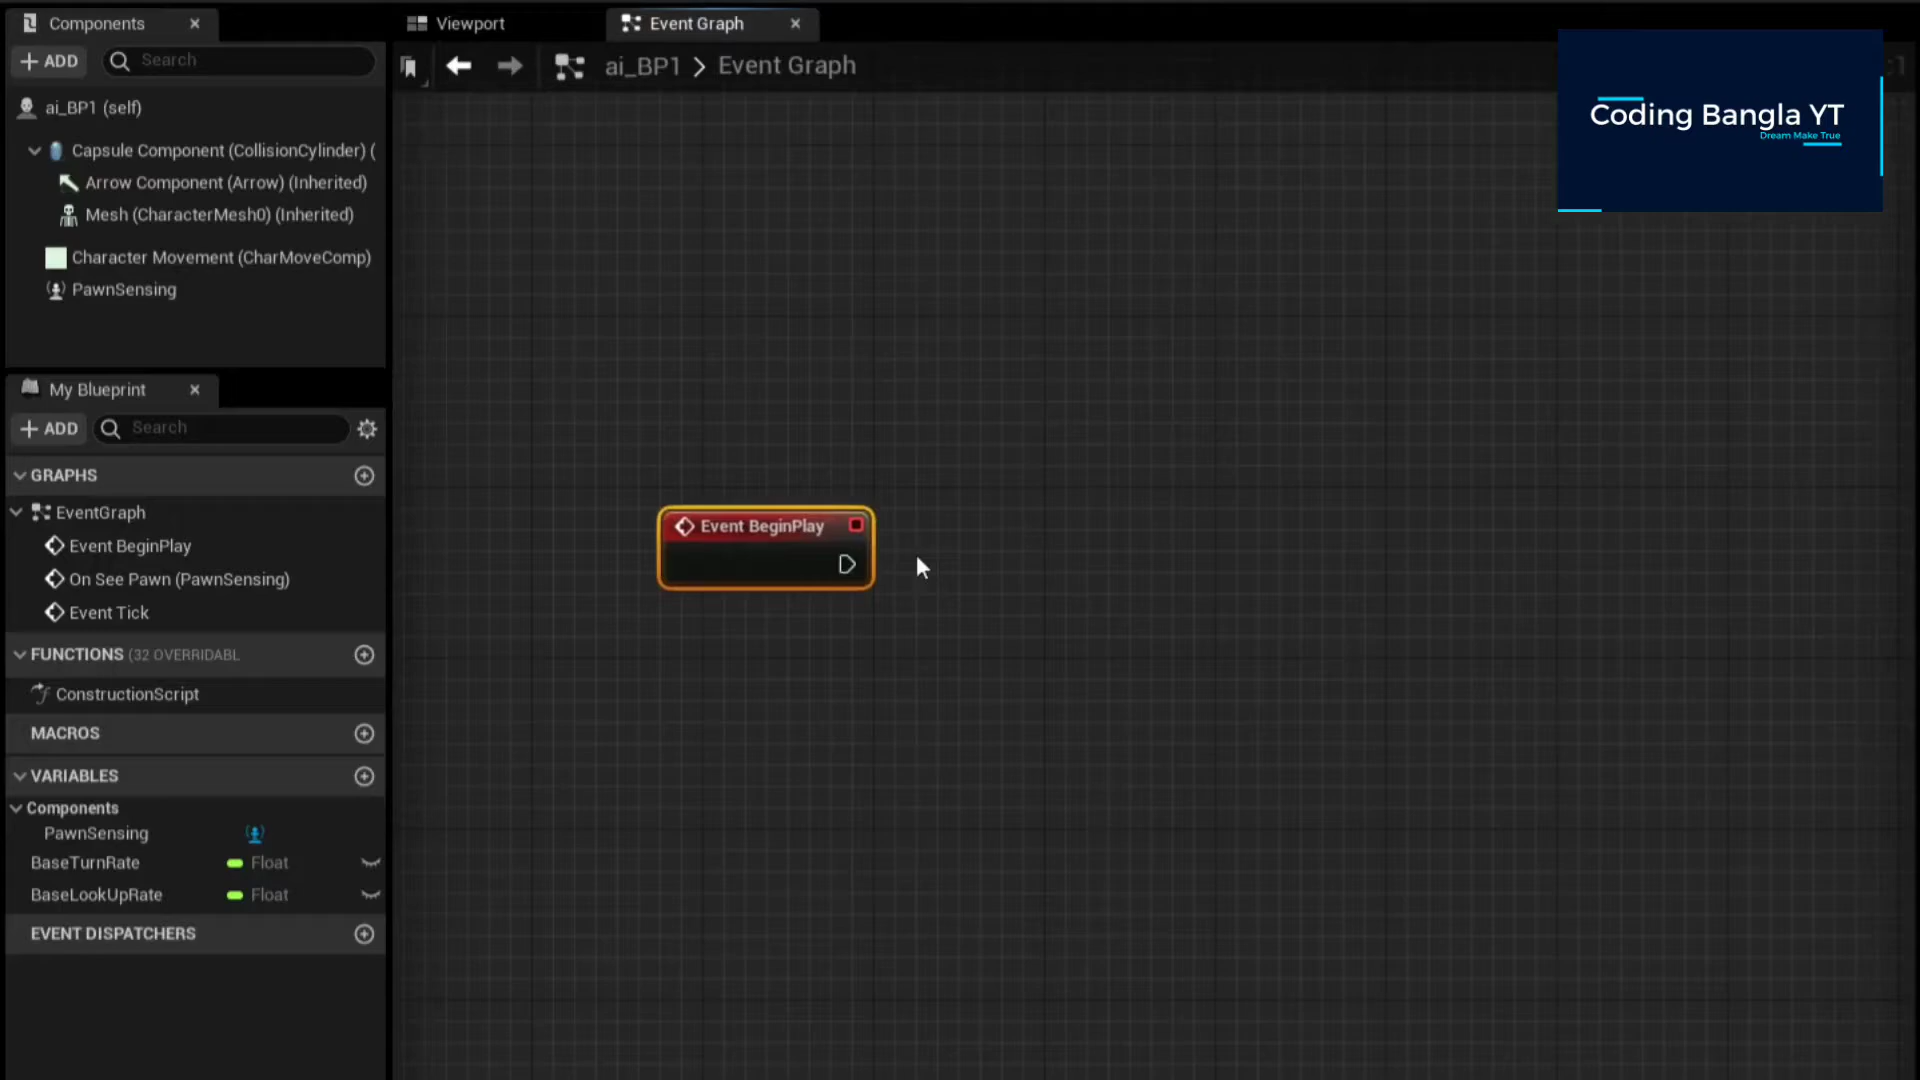 Components
Viewport
Event Graph
+ ADD
Search
ai_BP1 > Event Graph
ai_BP1 (self)
Capsule Component (CollisionCylinder) (
Arrow Component (Arrow) (Inherited)
Mesh (CharacterMesh0) (Inherited)
Character Movement (CharMoveComp)
PawnSensing
Coding Bangla YT
Dream Make True
My Blueprint
+ ADD
Search
GRAPHS
EventGraph
Event BeginPlay
On See Pawn (PawnSensing)
Event Tick
FUNCTIONS (32 OVERRIDABL
ConstructionScript
MACROS
VARIABLES
Components
PawnSensing
BaseTurnRate Float
BaseLookUpRate Float
EVENT DISPATCHERS
Event BeginPlay